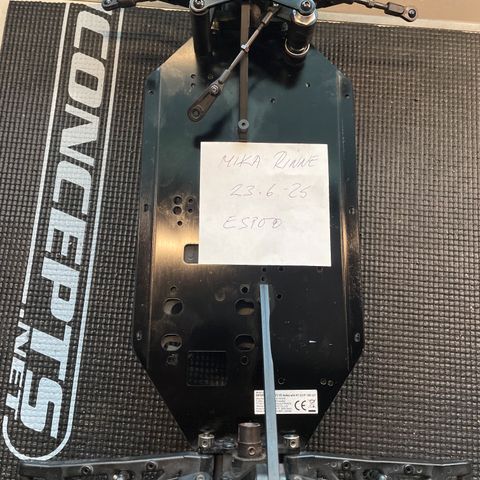 CONCEPTS
.NET
MIKA RINNE
23.6-25
ESPOO